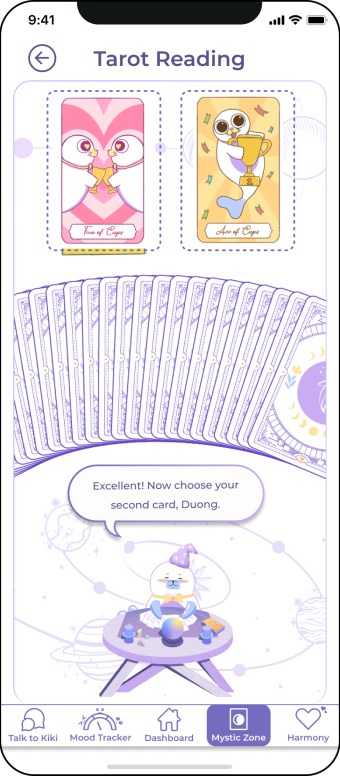 9:41
Tarot Reading
Two of Cups
Ace of Cups
Excellent! Now choose your
second card, Duong.
Talk to Kiki
Mood Tracker
Dashboard
Mystic Zone
Harmony